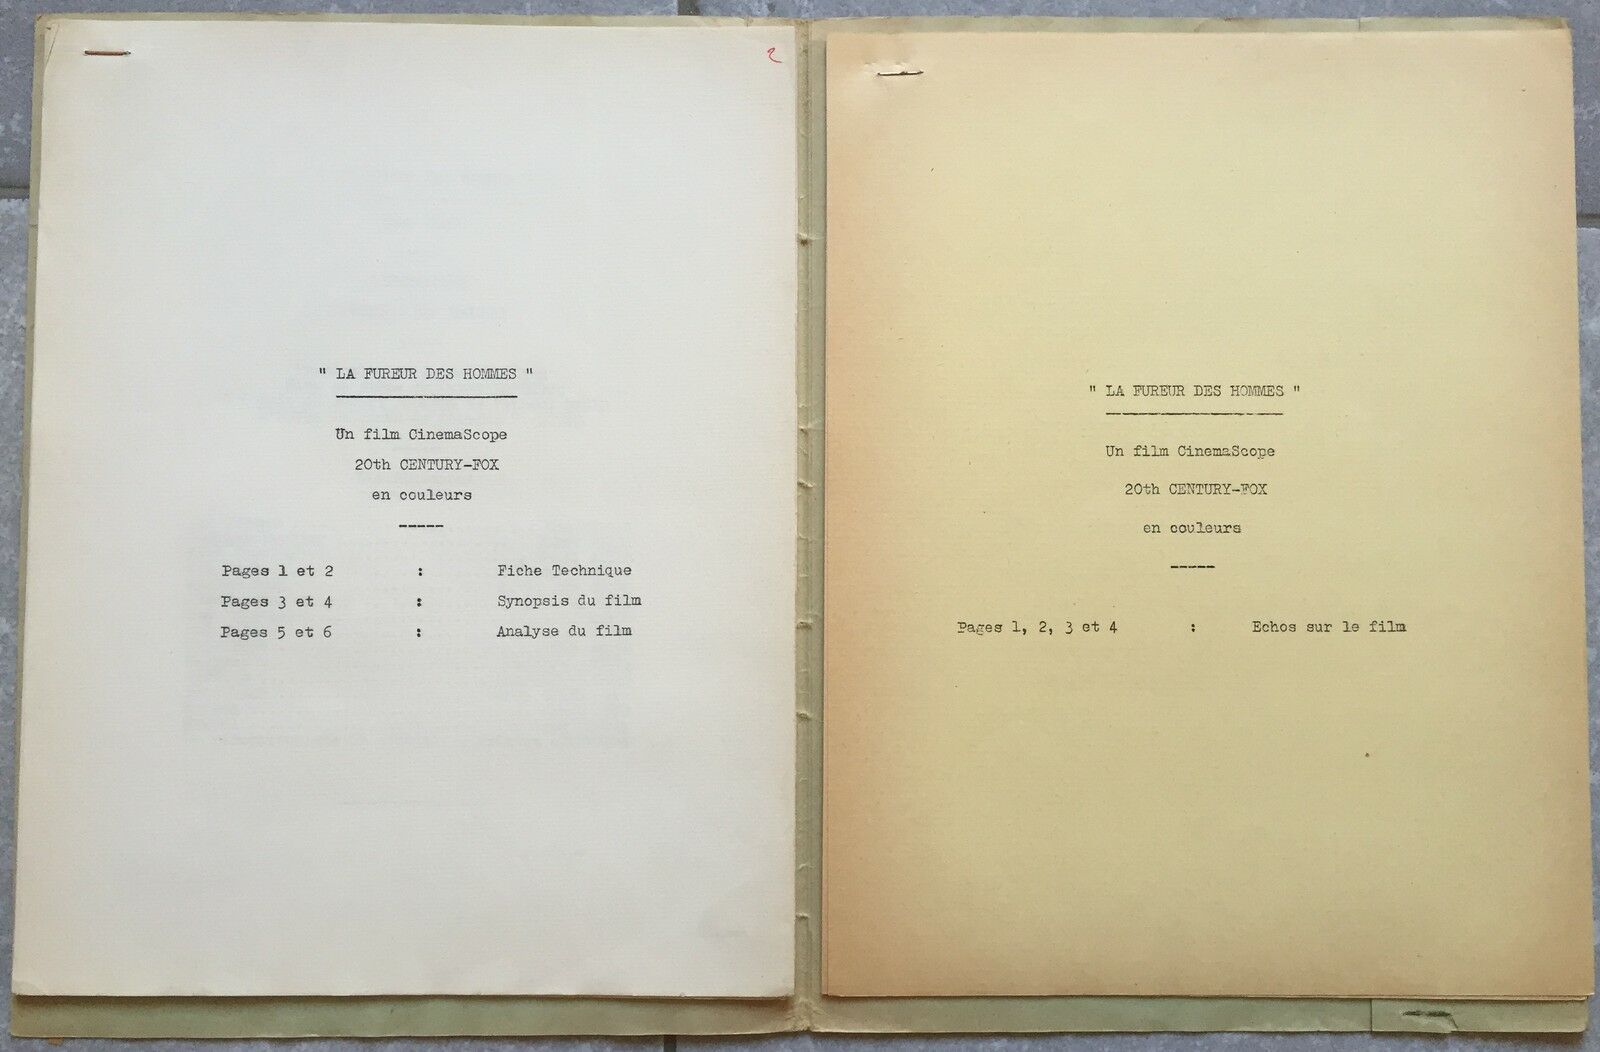 2
" LA FUREUR DES HOMMES "
Un film CinemaScope
20th CENTURY-FOX
en couleurs
-----
Pages 1 et 2 : Fiche Technique
Pages 3 et 4 : Synopsis du film
Pages 5 et 6 : Analyse du film
" LA FUREUR DES HOMMES "
Un film CinemaScope
20th CENTURY-FOX
en couleurs
-----
Pages 1, 2, 3 et 4 : Echos sur le film